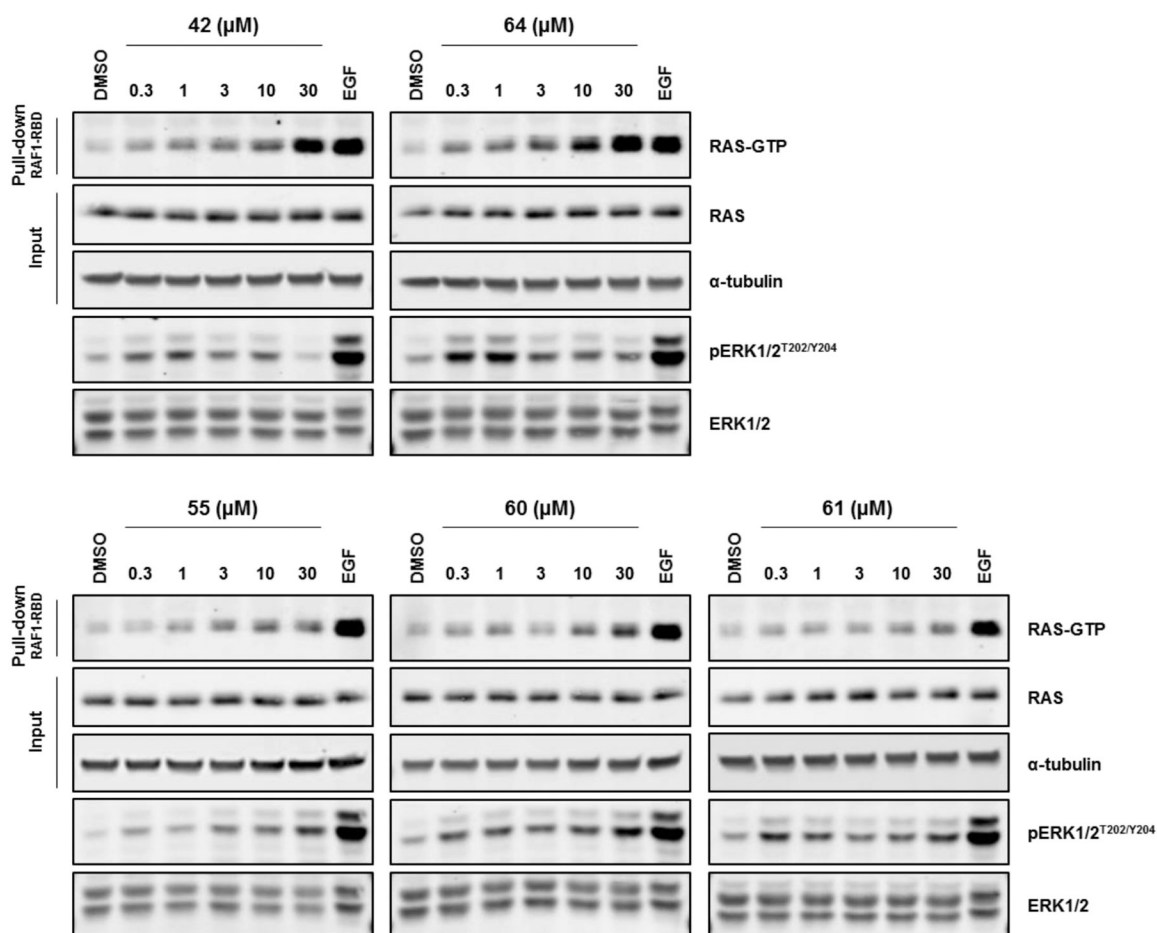 42 (µM)
64 (µM)
DMSO 0.3 1 3 10 30 EGF
DMSO 0.3 1 3 10 30 EGF
Pull-down
RAF1-RBD
RAS-GTP
Input
RAS
α-tubulin
pERK1/2T202/Y204
ERK1/2
55 (µM)
60 (µM)
61 (µM)
DMSO 0.3 1 3 10 30 EGF
DMSO 0.3 1 3 10 30 EGF
DMSO 0.3 1 3 10 30 EGF
Pull-down
RAF1-RBD
RAS-GTP
Input
RAS
α-tubulin
pERK1/2T202/Y204
ERK1/2